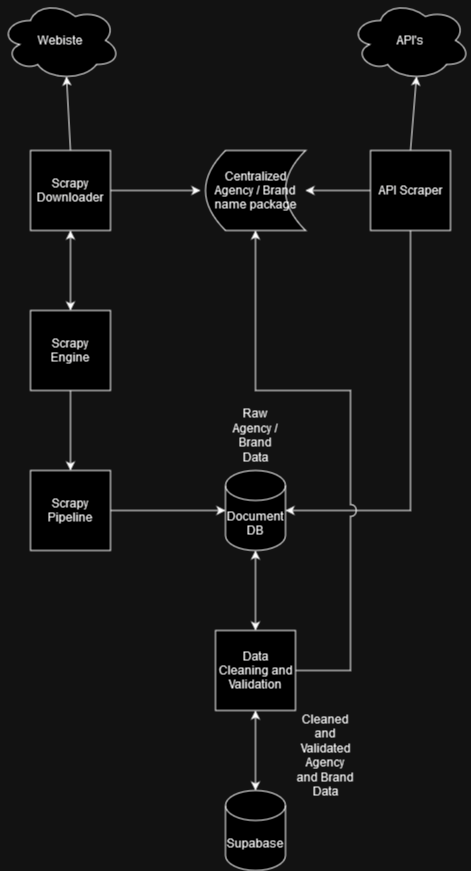 Webiste
API's
Scrapy
Downloader
Centralized
Agency / Brand
name package
API Scraper
Scrapy
Engine
Raw
Agency /
Brand
Data
Scrapy
Pipeline
Document
DB
Data
Cleaning and
Validation
Cleaned
and
Validated
Agency
and Brand
Data
Supabase